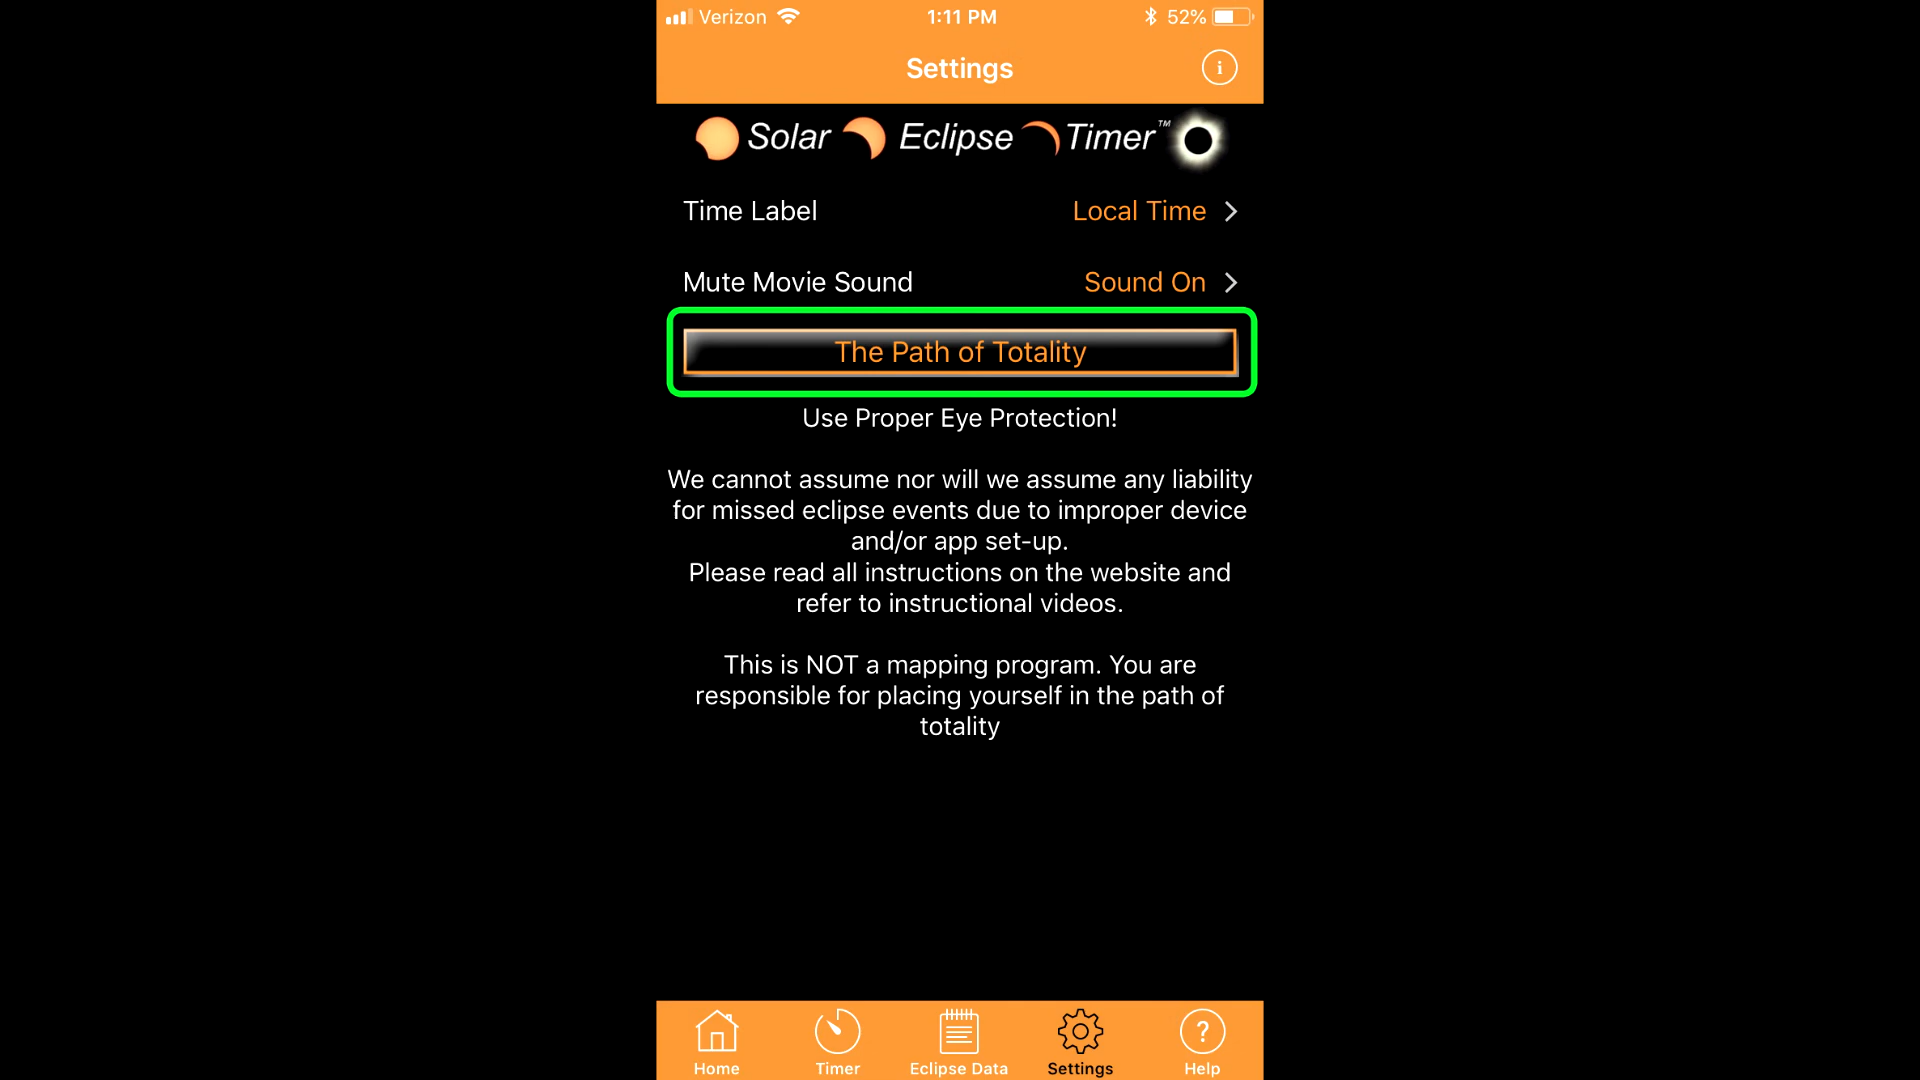 Verizon 1:11 PM 52%
Settings
i
Solar Eclipse Timer™
Time Label Local Time
Mute Movie Sound Sound On
The Path of Totality
Use Proper Eye Protection!
We cannot assume nor will we assume any liability
for missed eclipse events due to improper device
and/or app set-up.
Please read all instructions on the website and
refer to instructional videos.
This is NOT a mapping program. You are
responsible for placing yourself in the path of
totality
?
Home Timer Eclipse Data Settings Help